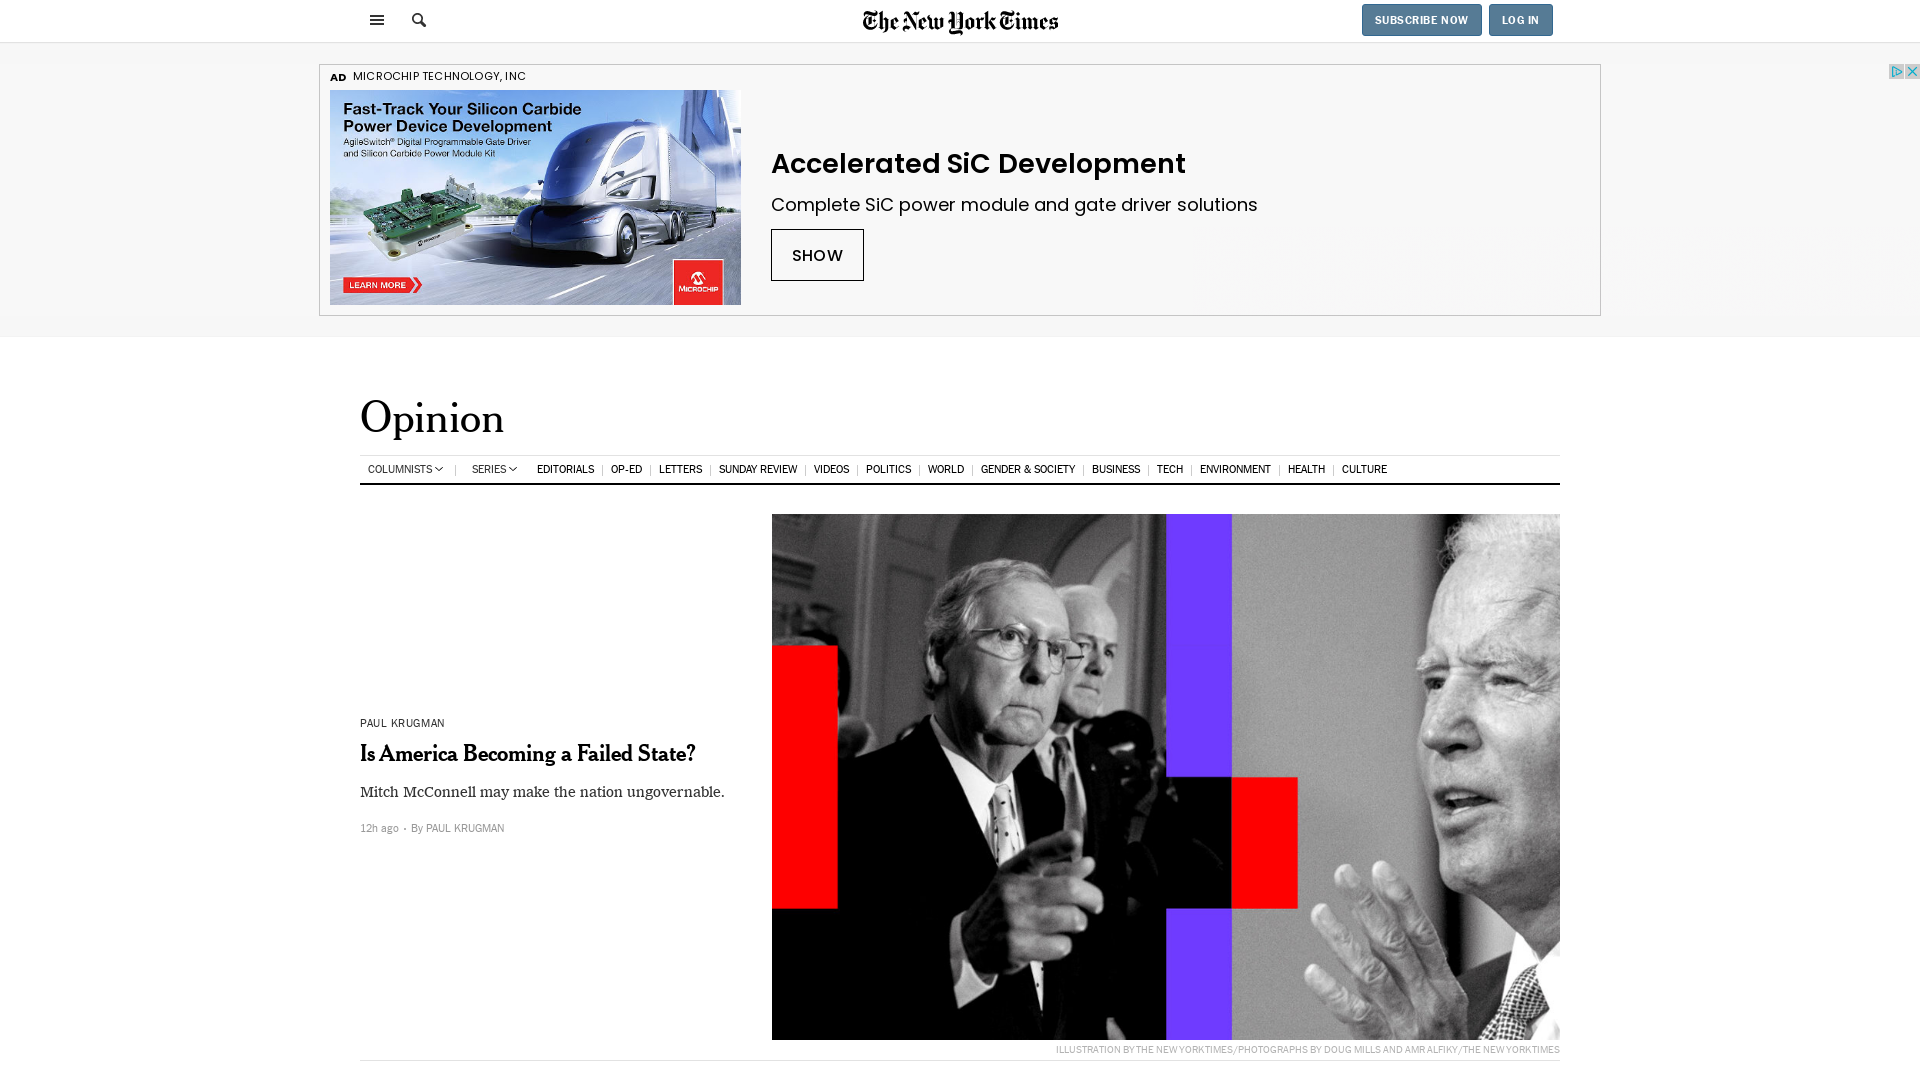 The New York Times
SUBSCRIBE NOW
LOG IN
AD MICROCHIP TECHNOLOGY, INC
Fast-Track Your Silicon Carbide
Power Device Development
AgileSwitch® Digital Programmable Gate Driver
and Silicon Carbide Power Module Kit
LEARN MORE
MICROCHIP
Accelerated SiC Development
Complete SiC power module and gate driver solutions
SHOW
Opinion
COLUMNISTS SERIES EDITORIALS OP-ED LETTERS SUNDAY REVIEW VIDEOS POLITICS WORLD GENDER & SOCIETY BUSINESS TECH ENVIRONMENT HEALTH CULTURE
PAUL KRUGMAN
Is America Becoming a Failed State?
Mitch McConnell may make the nation ungovernable.
12h ago · By PAUL KRUGMAN
ILLUSTRATION BY THE NEW YORK TIMES/PHOTOGRAPHS BY DOUG MILLS AND AMR ALFIKY/THE NEW YORK TIMES